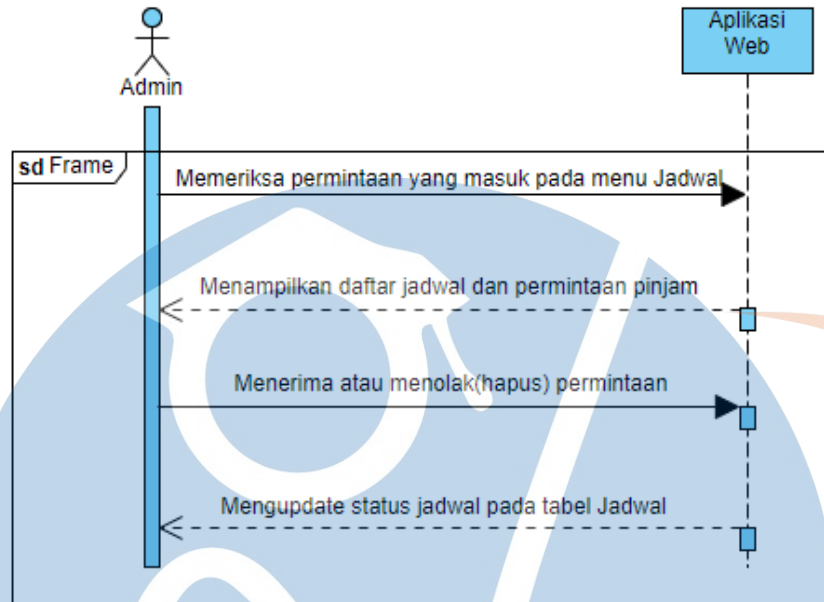 Admin
Aplikasi
Web
sd Frame
Memeriksa permintaan yang masuk pada menu Jadwal
Menampilkan daftar jadwal dan permintaan pinjam
Menerima atau menolak(hapus) permintaan
Mengupdate status jadwal pada tabel Jadwal